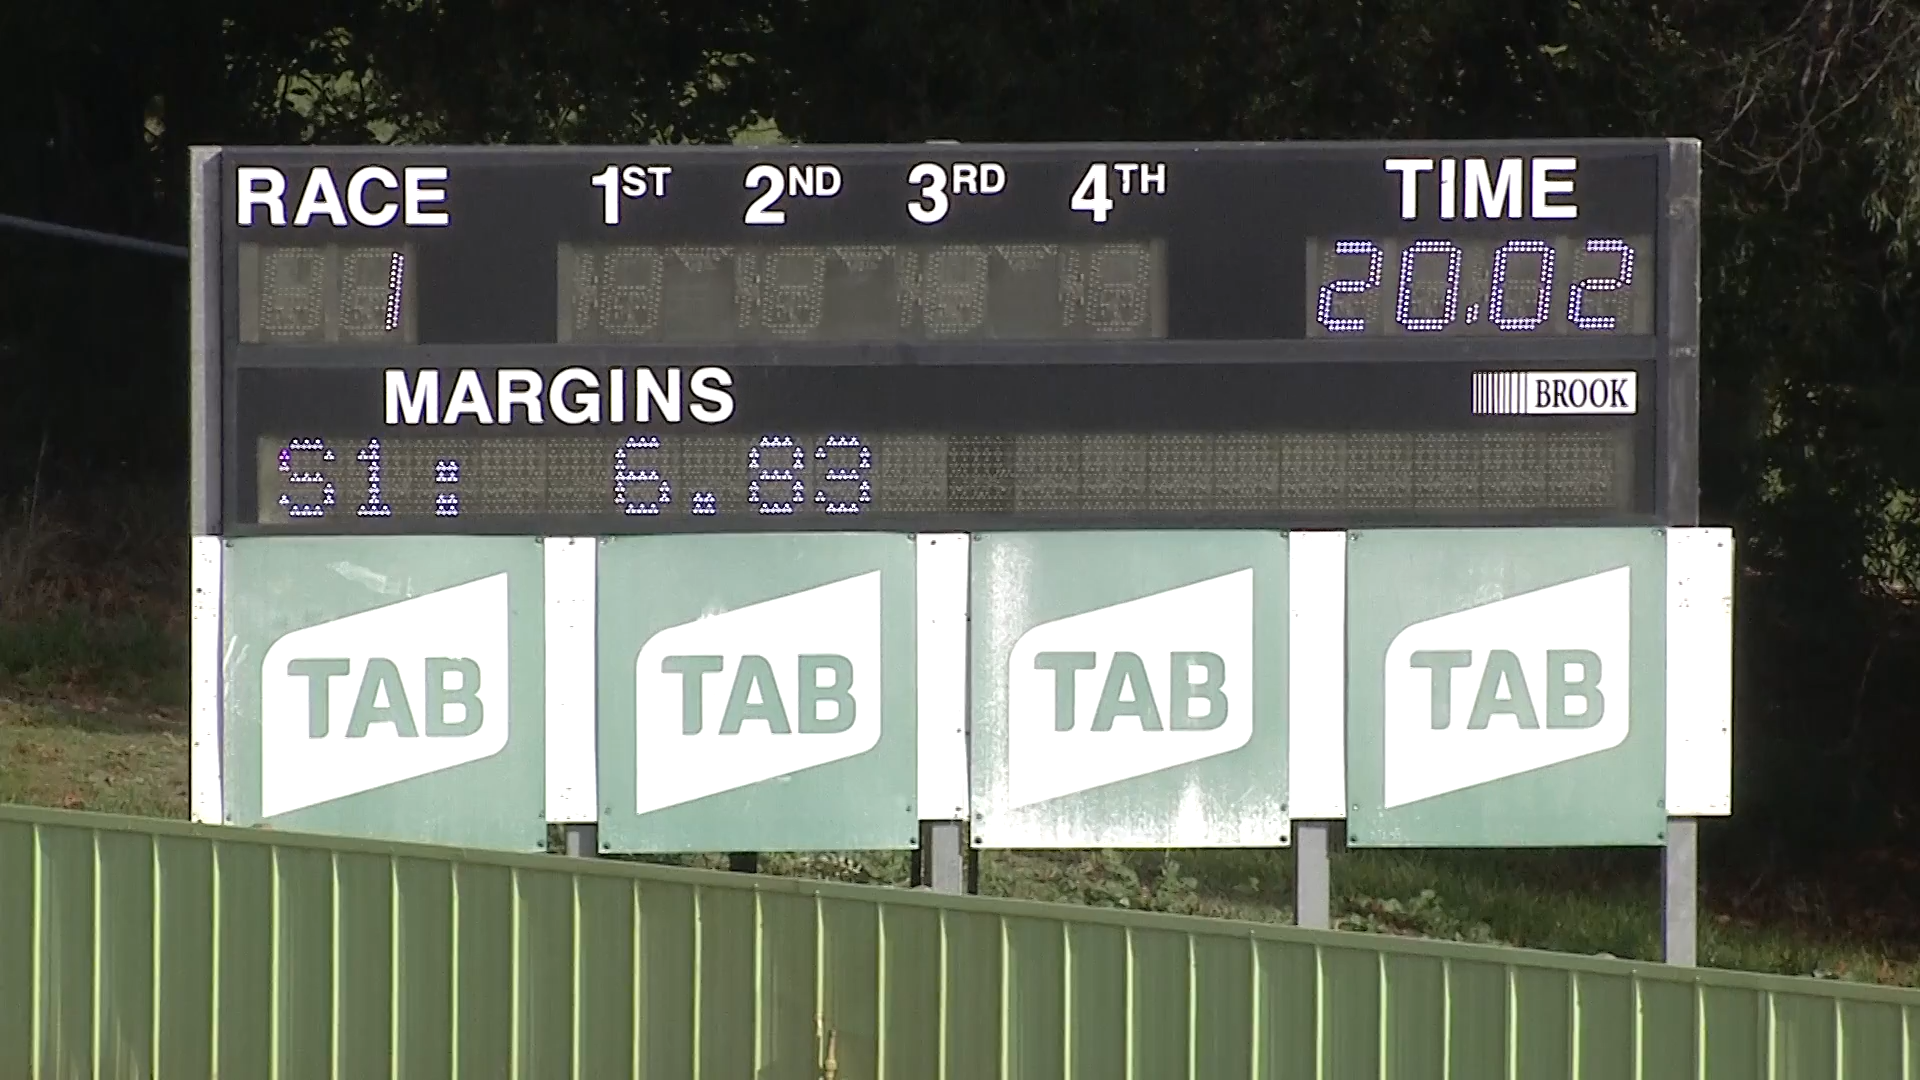 RACE 1ST 2ND 3RD 4TH TIME
1 20.02
MARGINS BROOK
S1: 6.83
TAB TAB TAB TAB